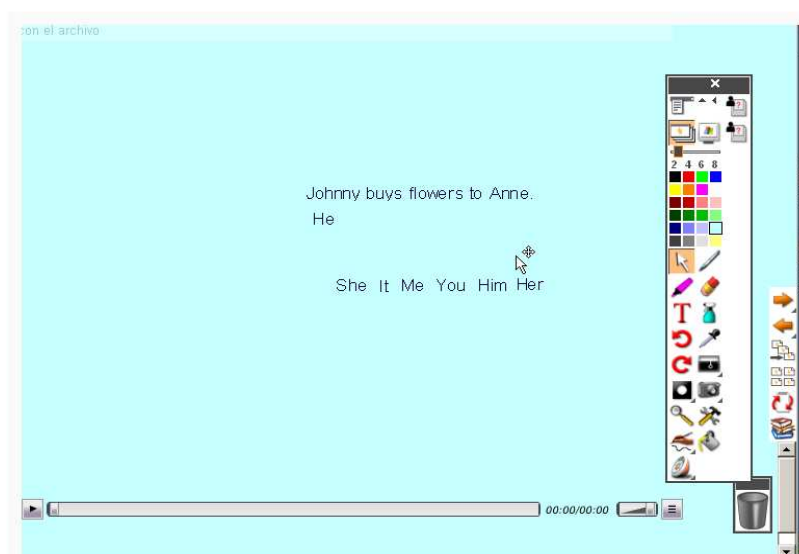 con el archivo
2 4 6 8
Johnny buys flowers to Anne.
He
She It Me You Him Her
00:00/00:00